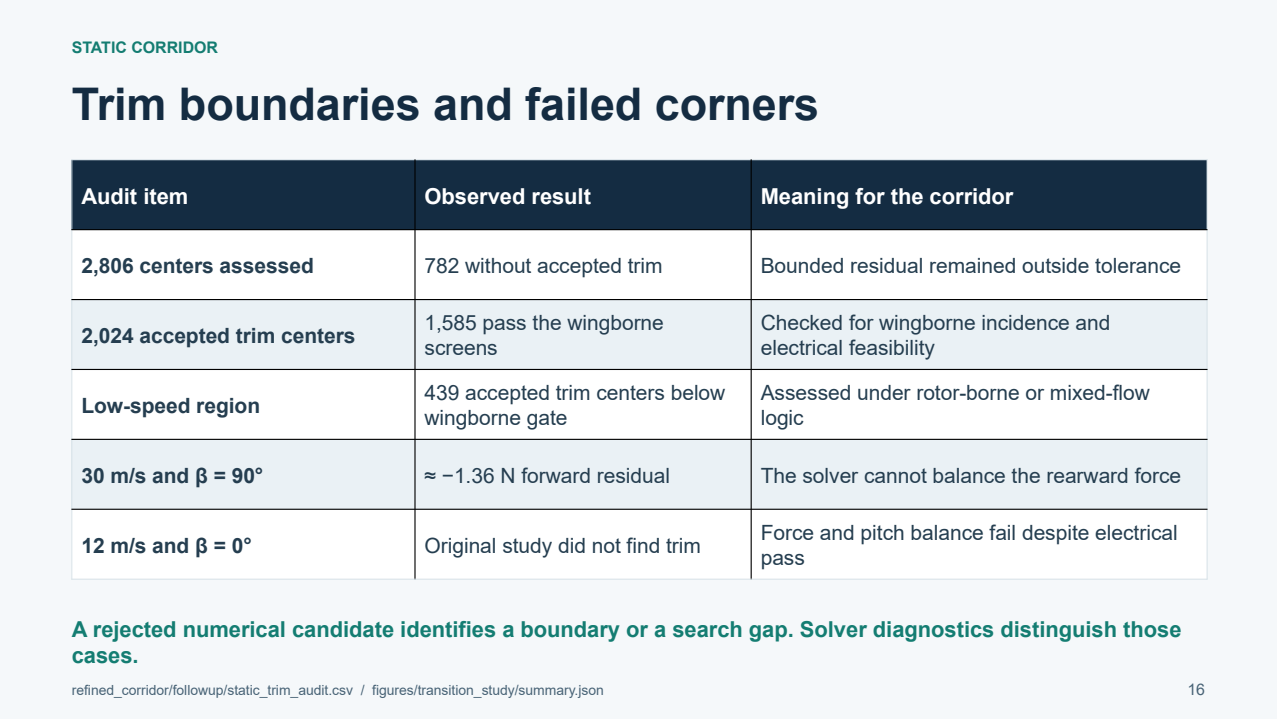 STATIC CORRIDOR
Trim boundaries and failed corners
Audit item
Observed result
Meaning for the corridor
2,806 centers assessed
782 without accepted trim
Bounded residual remained outside tolerance
2,024 accepted trim centers
1,585 pass the wingborne
screens
Checked for wingborne incidence and
electrical feasibility
Low-speed region
439 accepted trim centers below
wingborne gate
Assessed under rotor-borne or mixed-flow
logic
30 m/s and β = 90°
≈ −1.36 N forward residual
The solver cannot balance the rearward force
12 m/s and β = 0°
Original study did not find trim
Force and pitch balance fail despite electrical
pass
A rejected numerical candidate identifies a boundary or a search gap. Solver diagnostics distinguish those
cases.
refined_corridor/followup/static_trim_audit.csv / figures/transition_study/summary.json
16